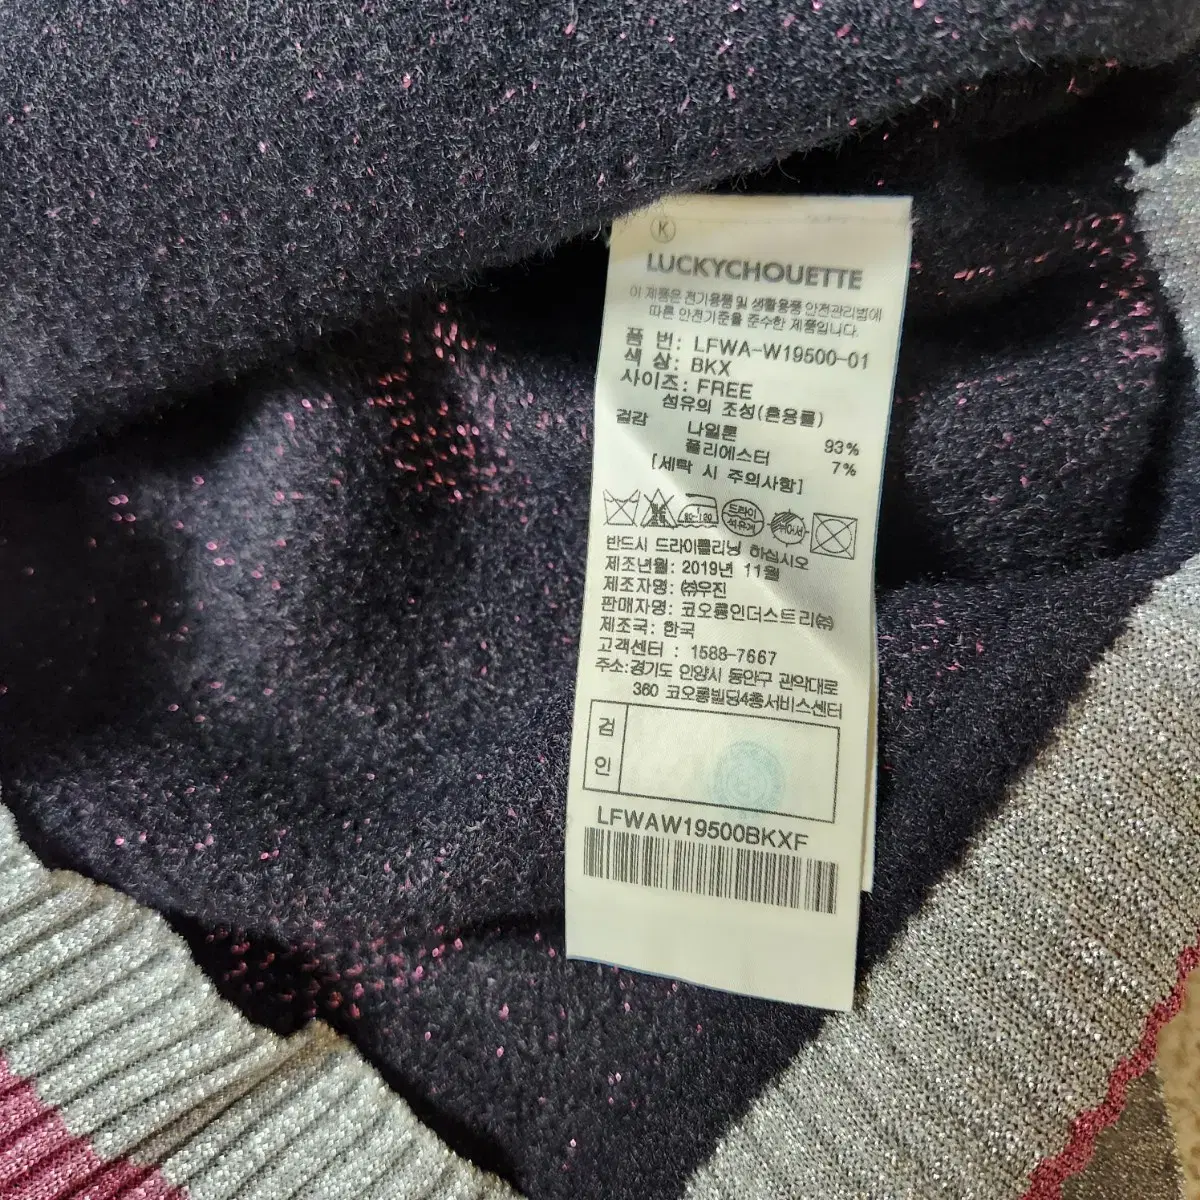 K
LUCKYCHOUETTE
이 제품은 전기용품 및 생활용품 안전관리법에
따른 안전기준을 준수한 제품입니다.
품 번: LFWA-W19500-01
색 상: BKX
사이즈: FREE
섬유의 조성(혼용률)
겉감 나일론 93%
폴리에스터 7%
[세탁 시 주의사항]
80-120 드라이
석유계
반드시 드라이클리닝 하십시오
제조년월: 2019년 11월
제조자명: ㈜우진
판매자명: 코오롱인더스트리㈜
제조국: 한국
고객센터 : 1588-7667
주소:경기도 안양시 동안구 관악대로
360 코오롱빌딩4층서비스센터
검
인
LFWAW19500BKXF